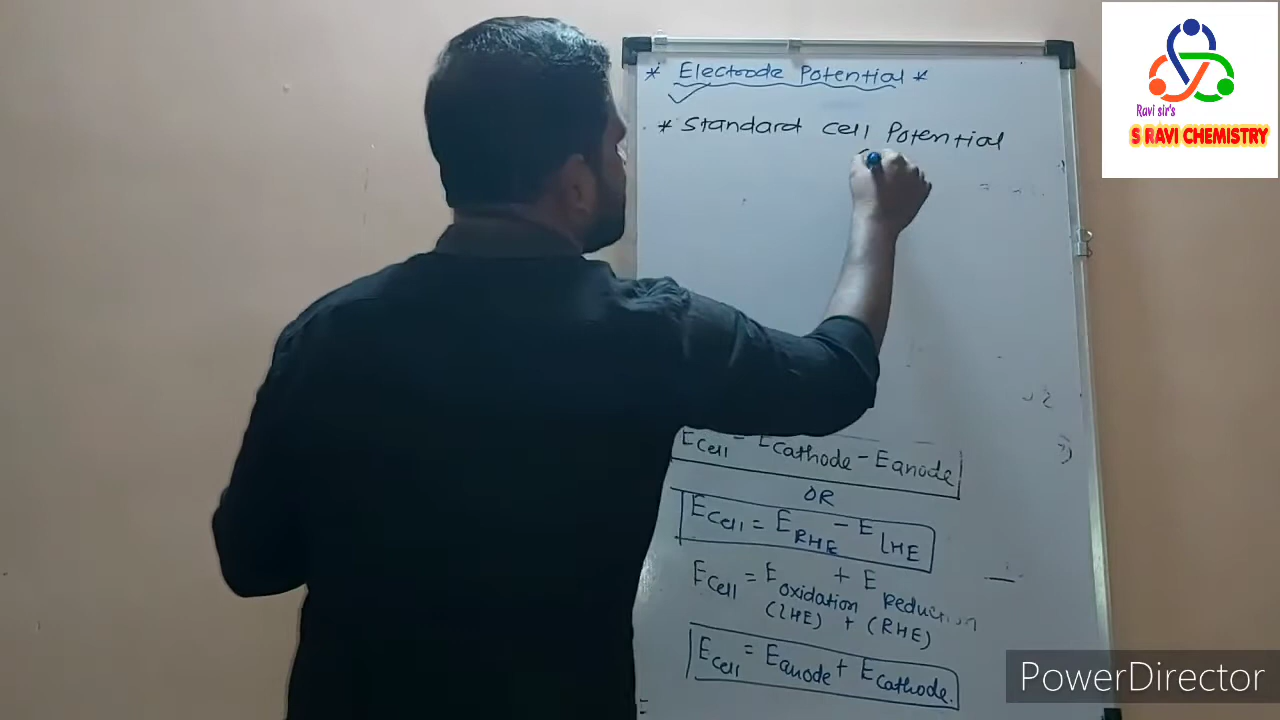 * Electrode Potential *
* Standard cell Potential
Ecell = Ecathode - Eanode
OR
Ecell = ERHE - ELHE
Ecell = Eoxidation + EReduction
(LHE) + (RHE)
Ecell = Eanode + Ecathode.
Ravi sir's
S RAVI CHEMISTRY
PowerDirector